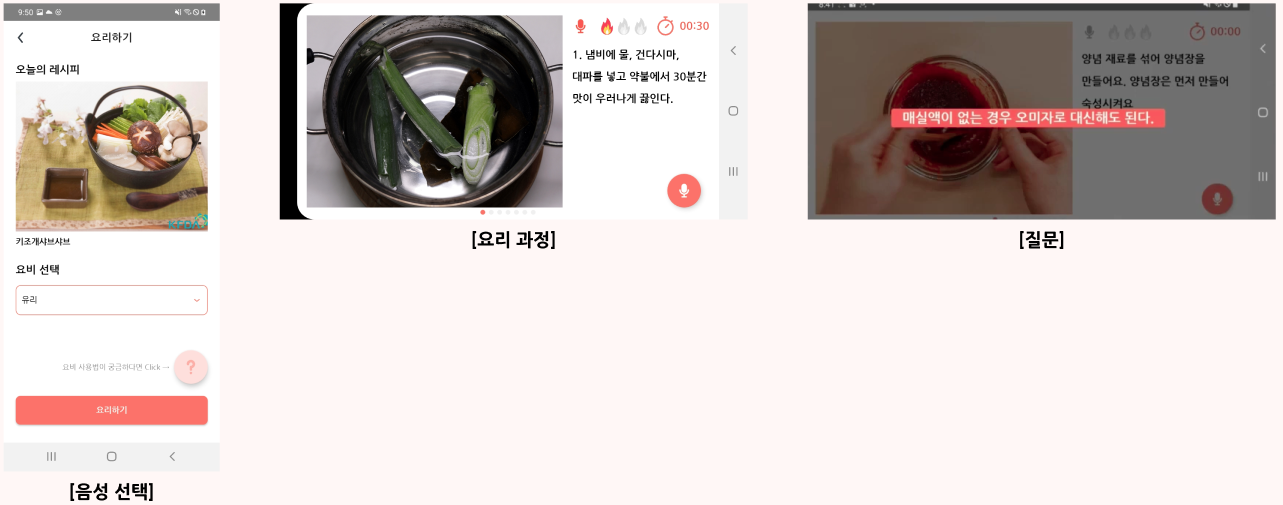 9:50
요리하기
오늘의 레시피
키조개샤브샤브
요비 선택
유리
요비 사용법이 궁금하다면 Click
?
요리하기
[음성 선택]
00:30
1. 냄비에 물, 건다시마,
대파를 넣고 약불에서 30분간
맛이 우러나게 끓인다.
[요리 과정]
8:41
00:00
양념 재료를 섞어 양념장을
만들어요. 양념장은 먼저 만들어
숙성시켜요
매실액이 없는 경우 오미자로 대신해도 된다.
[질문]